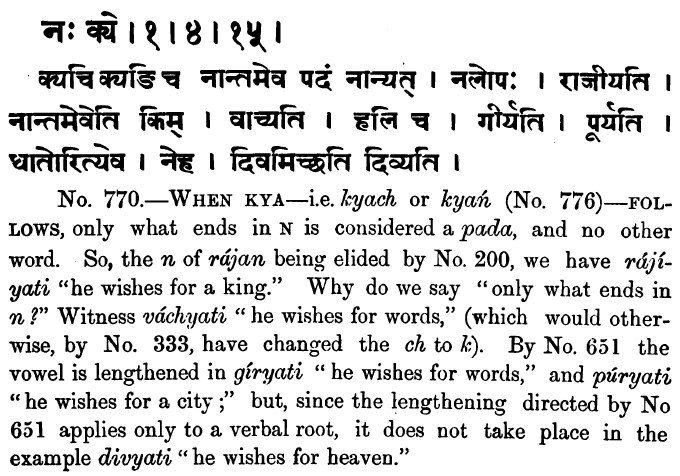 नः क्ये । १ । ४ । १५ ।
क्यचि क्यङि च नान्तमेव पदं नान्यत् । नलोपः । राजीयति ।
नान्तमेवेति किम् । वाच्यति । हलि च । गीर्यति । पूर्यति ।
धातोरित्येव । नेह । दिवमिच्छति दिव्यति ।
No. 770.—WHEN KYA—i.e. kyach or kyań (No. 776)—FOL-
LOWS, only what ends in N is considered a pada, and no other
word. So, the n of rájan being elided by No. 200, we have rájí-
yati "he wishes for a king." Why do we say "only what ends in
n?" Witness váchyati "he wishes for words," (which would other-
wise, by No. 333, have changed the ch to k). By No. 651 the
vowel is lengthened in gíryati "he wishes for words," and púryati
"he wishes for a city;" but, since the lengthening directed by No
651 applies only to a verbal root, it does not take place in the
example divyati "he wishes for heaven."